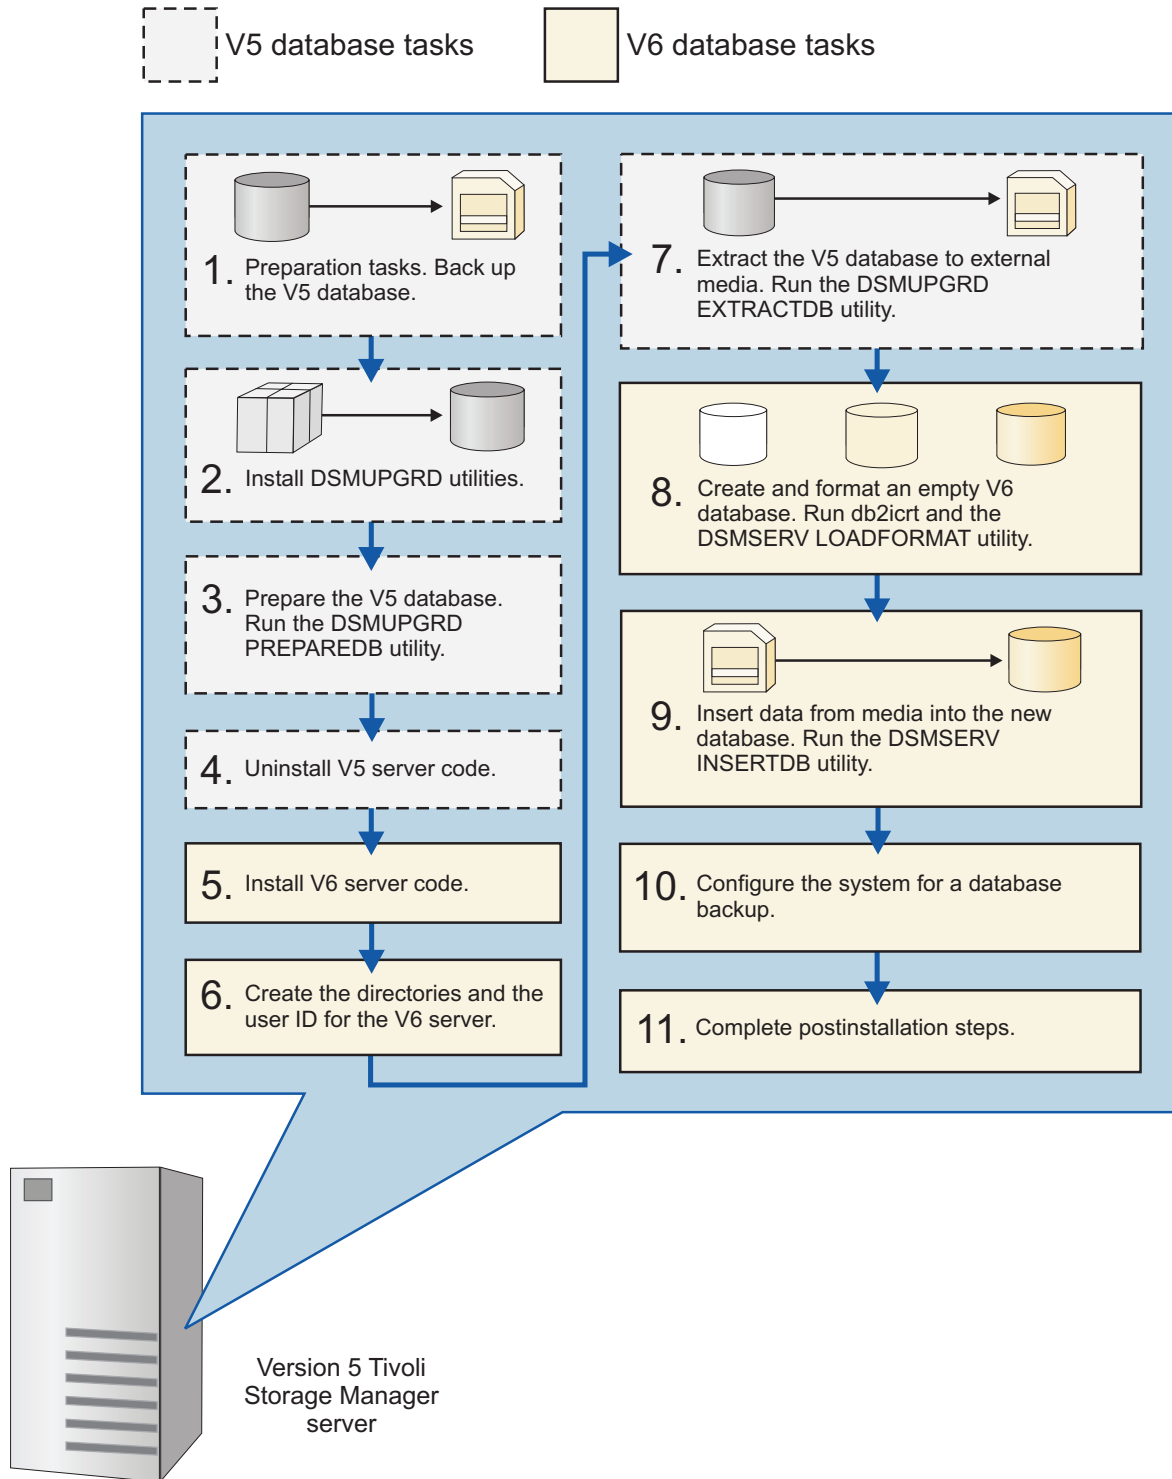 V5 database tasks
V6 database tasks
1. Preparation tasks. Back up
the V5 database.
2. Install DSMUPGRD utilities.
3. Prepare the V5 database.
Run the DSMUPGRD
PREPAREDB utility.
4. Uninstall V5 server code.
5. Install V6 server code.
6. Create the directories and the
user ID for the V6 server.
7. Extract the V5 database to external
media. Run the DSMUPGRD
EXTRACTDB utility.
8. Create and format an empty V6
database. Run db2icrt and the
DSMSERV LOADFORMAT utility.
9. Insert data from media into the new
database. Run the DSMSERV
INSERTDB utility.
10. Configure the system for a database
backup.
11. Complete postinstallation steps.
Version 5 Tivoli
Storage Manager
server